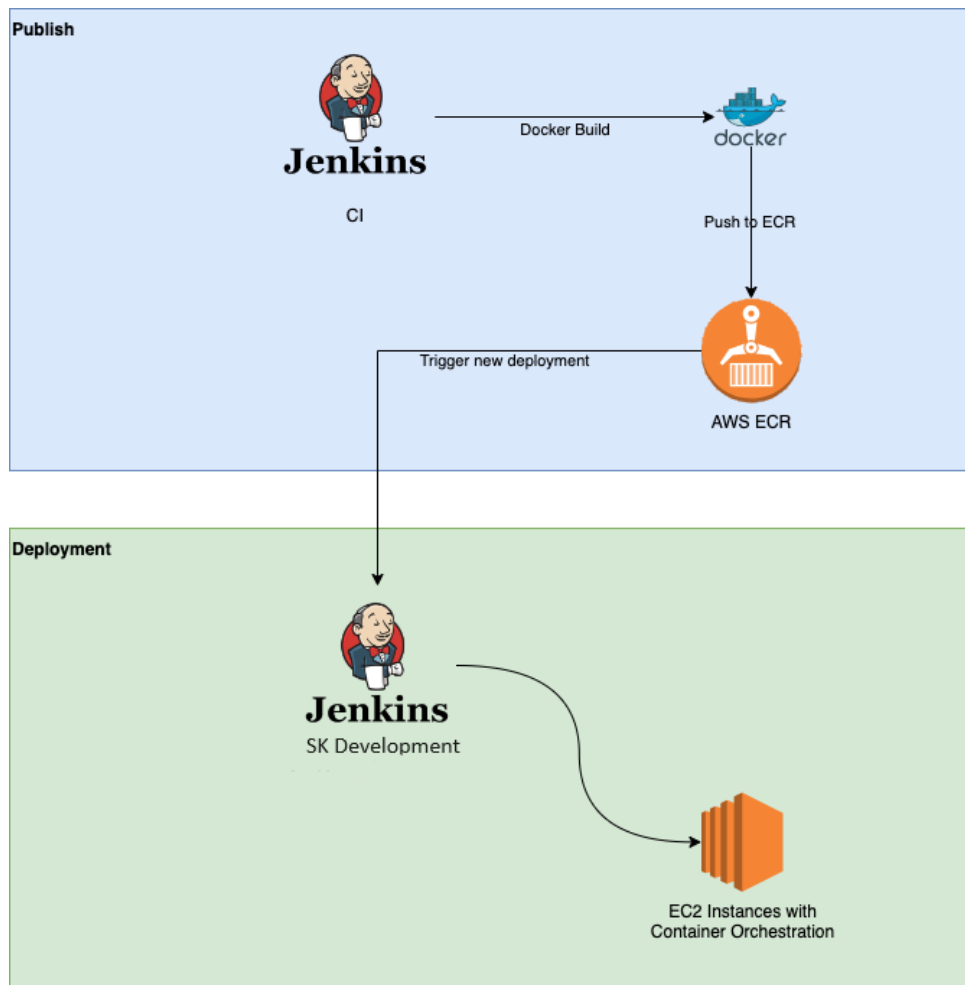 Publish
Jenkins
CI
Docker Build
docker
Push to ECR
AWS ECR
Trigger new deployment
Deployment
Jenkins
SK Development
EC2 Instances with
Container Orchestration